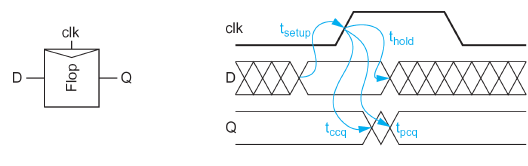 clk
D
Flop
Q
clk
t_setup
t_hold
D
Q
t_ccq
t_pcq